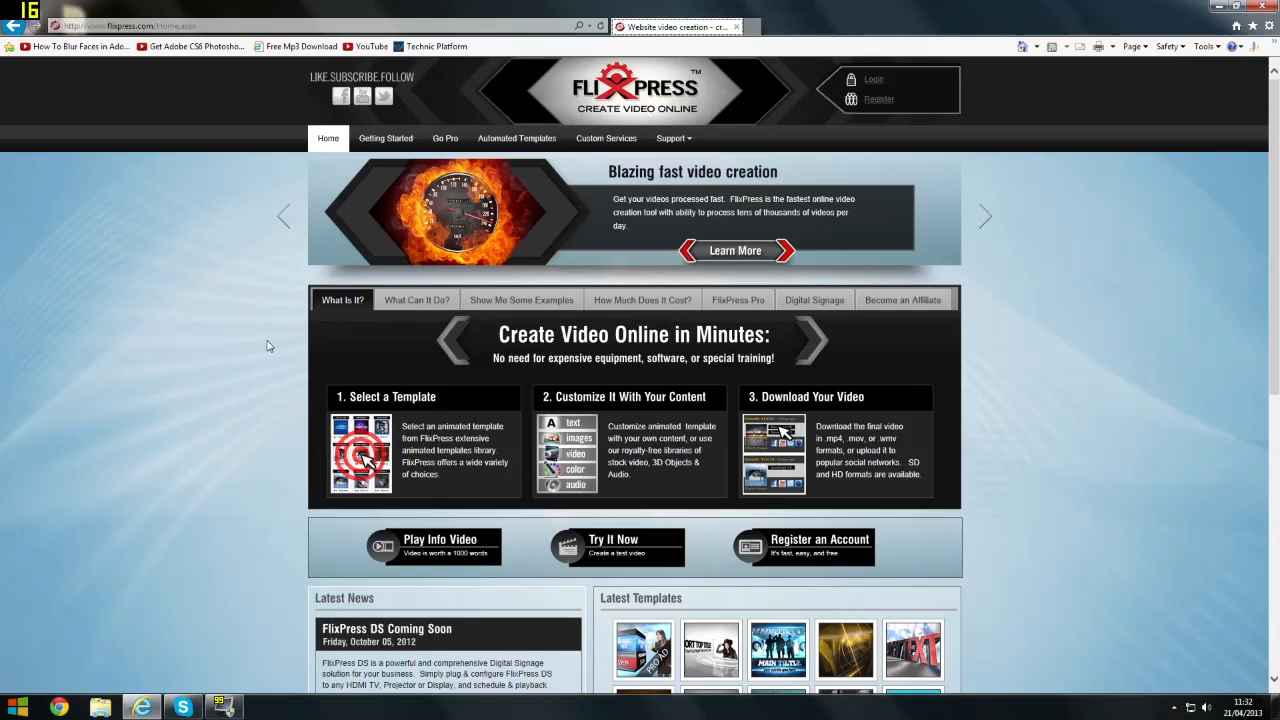 16
http://www.flixpress.com/Home.aspx
Website video creation - cr...
How To Blur Faces in Ado...
Get Adobe CS6 Photosho...
Free Mp3 Download
YouTube
Technic Platform
Page
Safety
Tools
LIKE.SUBSCRIBE.FOLLOW
FLIXPRESS™
CREATE VIDEO ONLINE
Login
Register
Home
Getting Started
Go Pro
Automated Templates
Custom Services
Support
Blazing fast video creation
Get your videos processed fast. FlixPress is the fastest online video
creation tool with ability to process tens of thousands of videos per
day.
Learn More
What Is It?
What Can It Do?
Show Me Some Examples
How Much Does It Cost?
FlixPress Pro
Digital Signage
Become an Affiliate
Create Video Online in Minutes:
No need for expensive equipment, software, or special training!
1. Select a Template
Select an animated template
from FlixPress extensive
animated templates library.
FlixPress offers a wide variety
of choices.
2. Customize It With Your Content
A text
images
video
color
audio
Customize animated template
with your own content, or use
our royalty-free libraries of
stock video, 3D Objects &
Audio.
3. Download Your Video
Download the final video
in .mp4, .mov, or .wmv
formats, or upload it to
popular social networks. SD
and HD formats are available.
Play Info Video
Video is worth a 1000 words
Try It Now
Create a test video
Register an Account
It's fast, easy, and free
Latest News
FlixPress DS Coming Soon
Friday, October 05, 2012
FlixPress DS is a powerful and comprehensive Digital Signage
solution. Simply plug & configure FlixPress DS
to any HDMI TV, Projector or Display, and schedule & playback
Latest Templates
PRO AD
ORT TOP TITLE
MAIN TILTLE
TEXT
99
11:32
21/04/2013